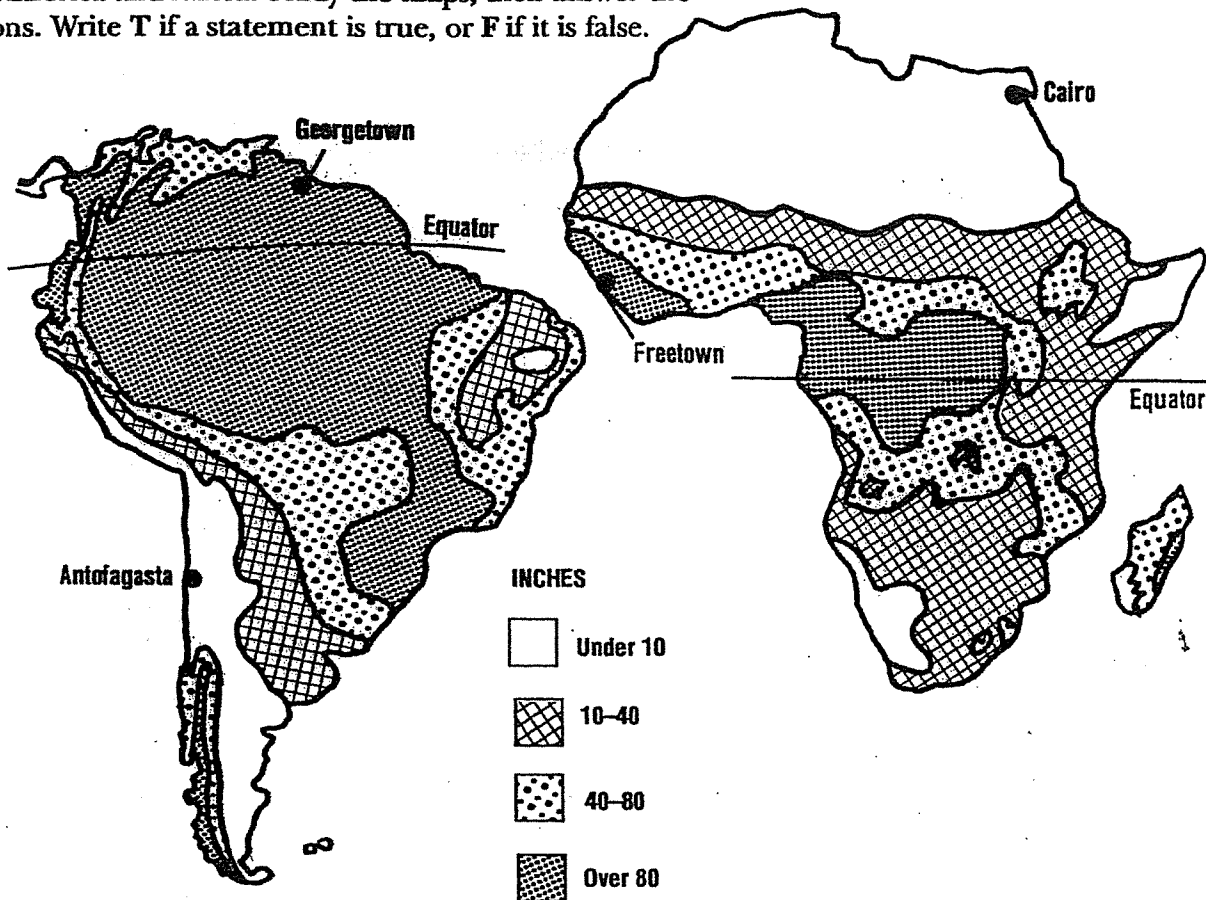 ons. Write T if a statement is true, or F if it is false.
Cairo
Georgetown
Equator
Freetown
Equator
Antofagasta
INCHES
Under 10
10–40
40–80
Over 80